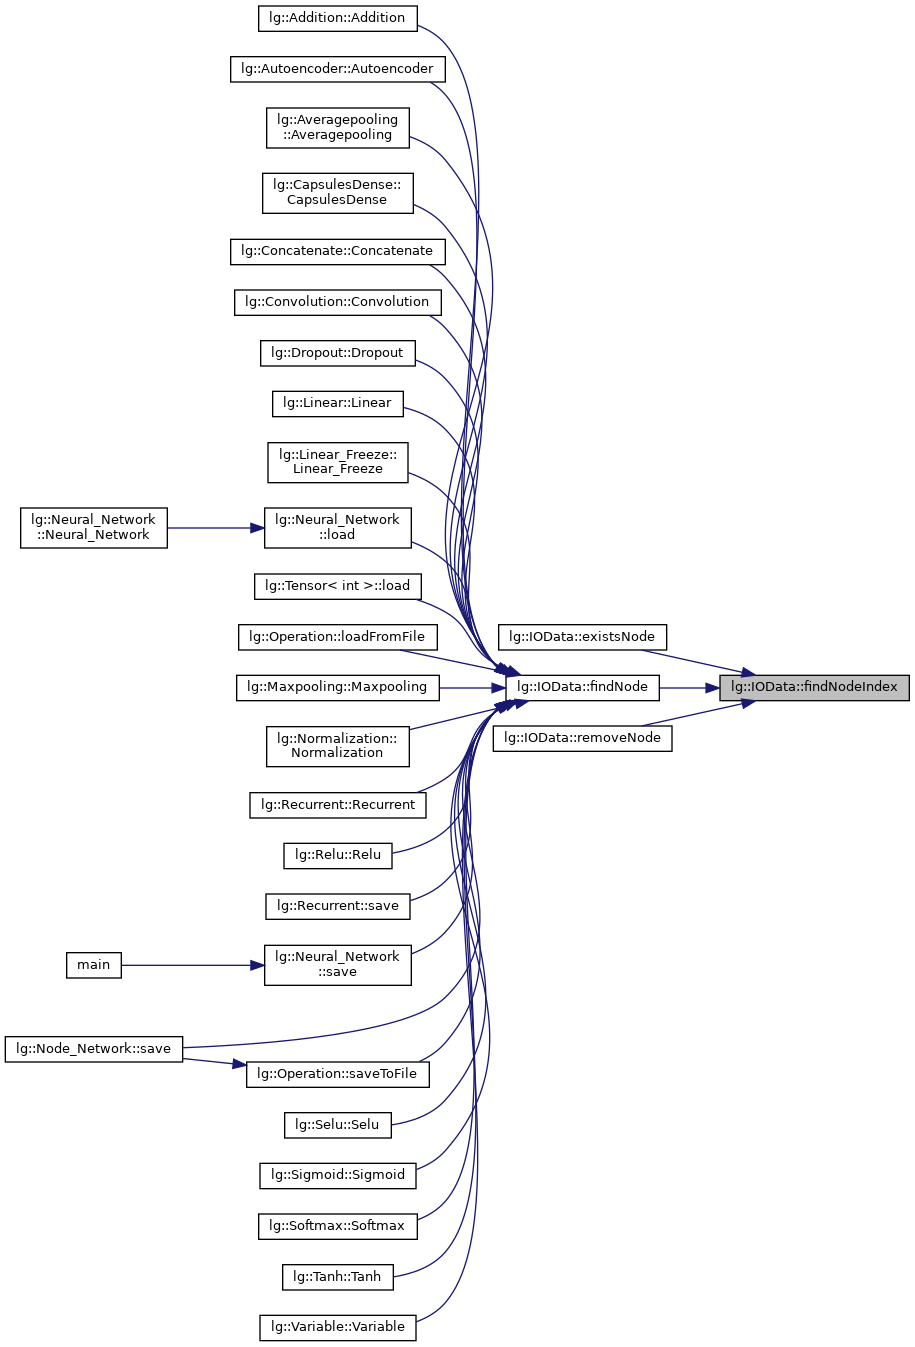 lg::Addition::Addition
lg::Autoencoder::Autoencoder
lg::Averagepooling
::Averagepooling
lg::CapsulesDense::
CapsulesDense
lg::Concatenate::Concatenate
lg::Convolution::Convolution
lg::Dropout::Dropout
lg::Linear::Linear
lg::Linear_Freeze::
Linear_Freeze
lg::Neural_Network
::Neural_Network
lg::Neural_Network
::load
lg::Tensor< int >::load
lg::Operation::loadFromFile
lg::IOData::existsNode
lg::Maxpooling::Maxpooling
lg::IOData::findNode
lg::IOData::findNodeIndex
lg::Normalization::
Normalization
lg::IOData::removeNode
lg::Recurrent::Recurrent
lg::Relu::Relu
lg::Recurrent::save
main
lg::Neural_Network
::save
lg::Node_Network::save
lg::Operation::saveToFile
lg::Selu::Selu
lg::Sigmoid::Sigmoid
lg::Softmax::Softmax
lg::Tanh::Tanh
lg::Variable::Variable